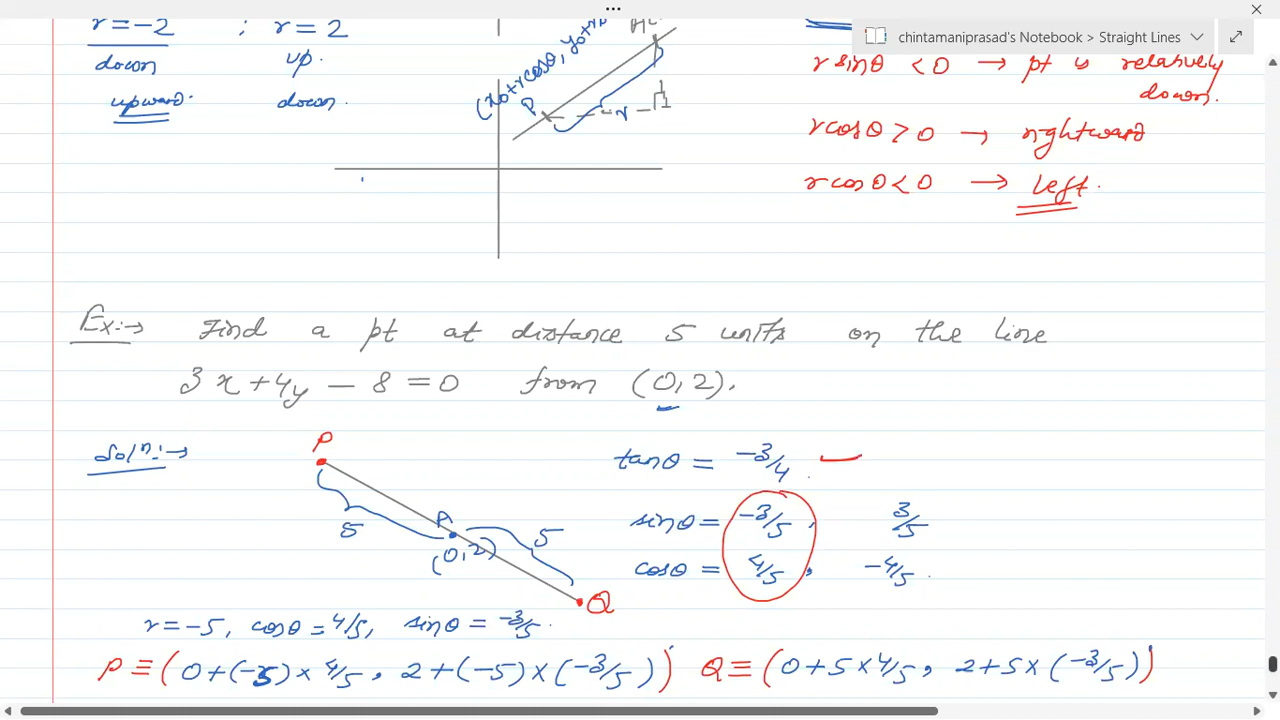 chintamaniprasad's Notebook > Straight Lines
r = -2 ; r = 2
down up.
upward. down.
(x₀+rcosθ, y₀+r
P
r
r sinθ < 0 → pt is relatively
down.
rcosθ > 0 → rightward
rcosθ < 0 → left.
Ex:→ Find a pt at distance 5 units on the line
3x + 4y - 8 = 0 from (0, 2).
Solⁿ:→
P
5
A
(0, 2)
5
Q
tanθ = -3/4
sinθ = -3/5, 3/5
cosθ = 4/5, -4/5
r = -5, cosθ = 4/5, sinθ = -3/5.
P ≡ (0 + (-5) × 4/5, 2 + (-5) × (-3/5)) Q ≡ (0 + 5 × 4/5, 2 + 5 × (-3/5))